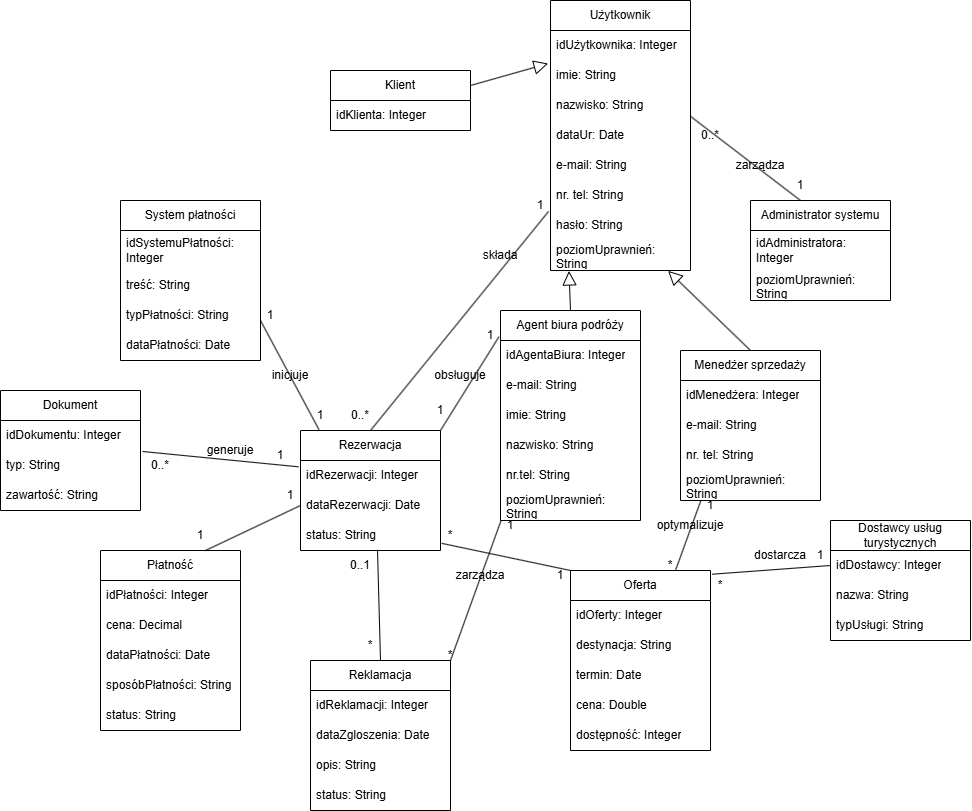 Użytkownik
idUżytkownika: Integer
imie: String
nazwisko: String
dataUr: Date
e-mail: String
nr. tel: String
hasło: String
poziomUprawnień:
String
Klient
idKlienta: Integer
0..*
zarządza
1
Administrator systemu
idAdministratora:
Integer
poziomUprawnień:
String
System płatności
idSystemuPłatności:
Integer
treść: String
typPłatności: String
dataPłatności: Date
1
składa
0..*
1
inicjuje
1
Agent biura podróży
idAgentaBiura: Integer
e-mail: String
imie: String
nazwisko: String
nr.tel: String
poziomUprawnień:
String
1
obsługuje
1
Menedżer sprzedaży
idMenedżera: Integer
e-mail: String
nr. tel: String
poziomUprawnień:
String
Dokument
idDokumentu: Integer
typ: String
zawartość: String
0..*
generuje
1
Rezerwacja
idRezerwacji: Integer
dataRezerwacji: Date
status: String
1
1
Płatność
idPłatności: Integer
cena: Decimal
dataPłatności: Date
sposóbPłatności: String
status: String
0..1
*
1
zarządza
*
*
1
1
optymalizuje
*
Dostawcy usług
turystycznych
idDostawcy: Integer
nazwa: String
typUsługi: String
dostarcza
1
*
Oferta
idOferty: Integer
destynacja: String
termin: Date
cena: Double
dostępność: Integer
Reklamacja
idReklamacji: Integer
dataZgloszenia: Date
opis: String
status: String